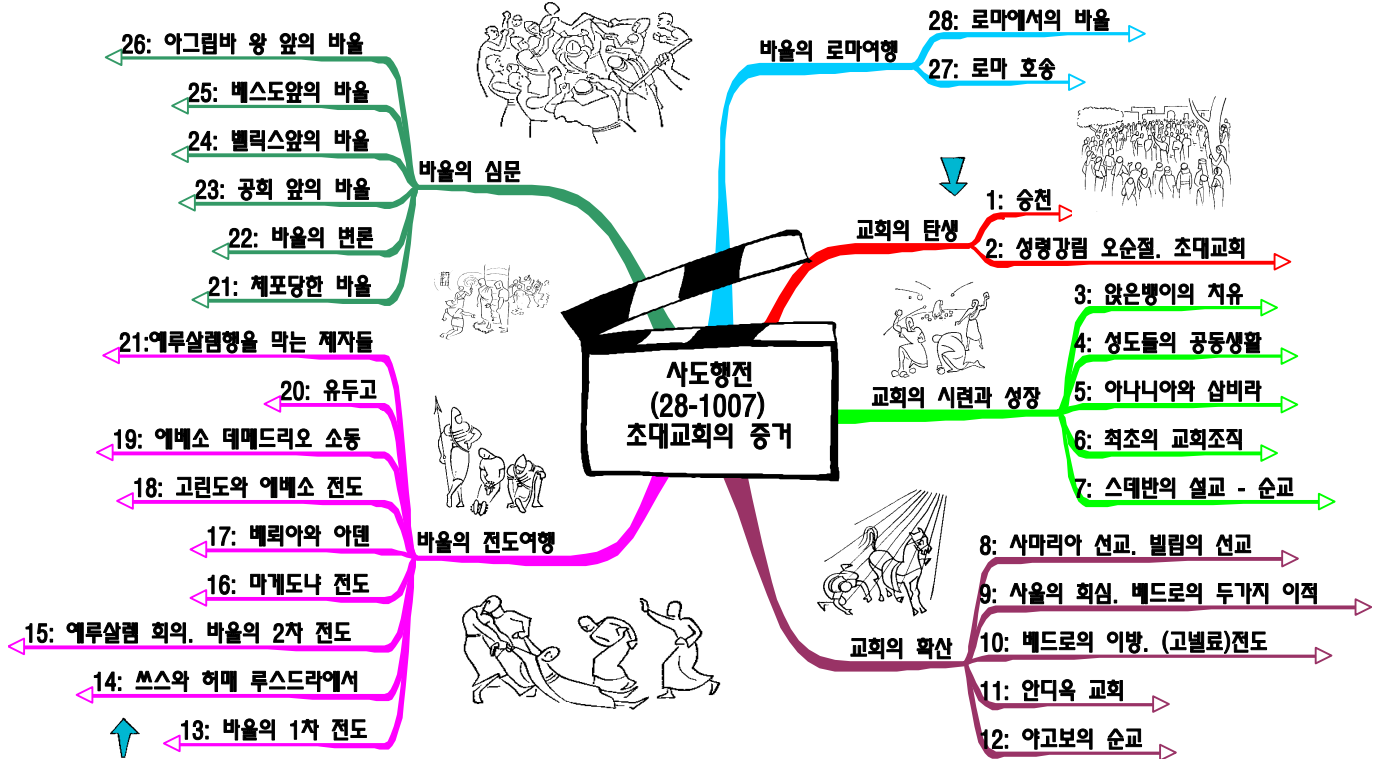 사도행전
(28-1007)
초대교회의 증거
교회의 탄생
1: 승천
2: 성령강림 오순절. 초대교회
교회의 시련과 성장
3: 앉은뱅이의 치유
4: 성도들의 공동생활
5: 아나니아와 삽비라
6: 최초의 교회조직
7: 스데반의 설교 - 순교
교회의 확산
8: 사마리아 선교. 빌립의 선교
9: 사울의 회심. 베드로의 두가지 이적
10: 베드로의 이방. (고넬료)전도
11: 안디옥 교회
12: 야고보의 순교
바울의 전도여행
13: 바울의 1차 전도
14: 쓰스와 허메 루스드라에서
15: 예루살렘 회의. 바울의 2차 전도
16: 마게도냐 전도
17: 베뢰아와 아덴
18: 고린도와 에베소 전도
19: 에베소 데메드리오 소동
20: 유두고
21:예루살렘행을 막는 제자들
바울의 심문
21: 체포당한 바울
22: 바울의 변론
23: 공회 앞의 바울
24: 벨릭스앞의 바울
25: 베스도앞의 바울
26: 아그립바 왕 앞의 바울
바울의 로마여행
27: 로마 호송
28: 로마에서의 바울